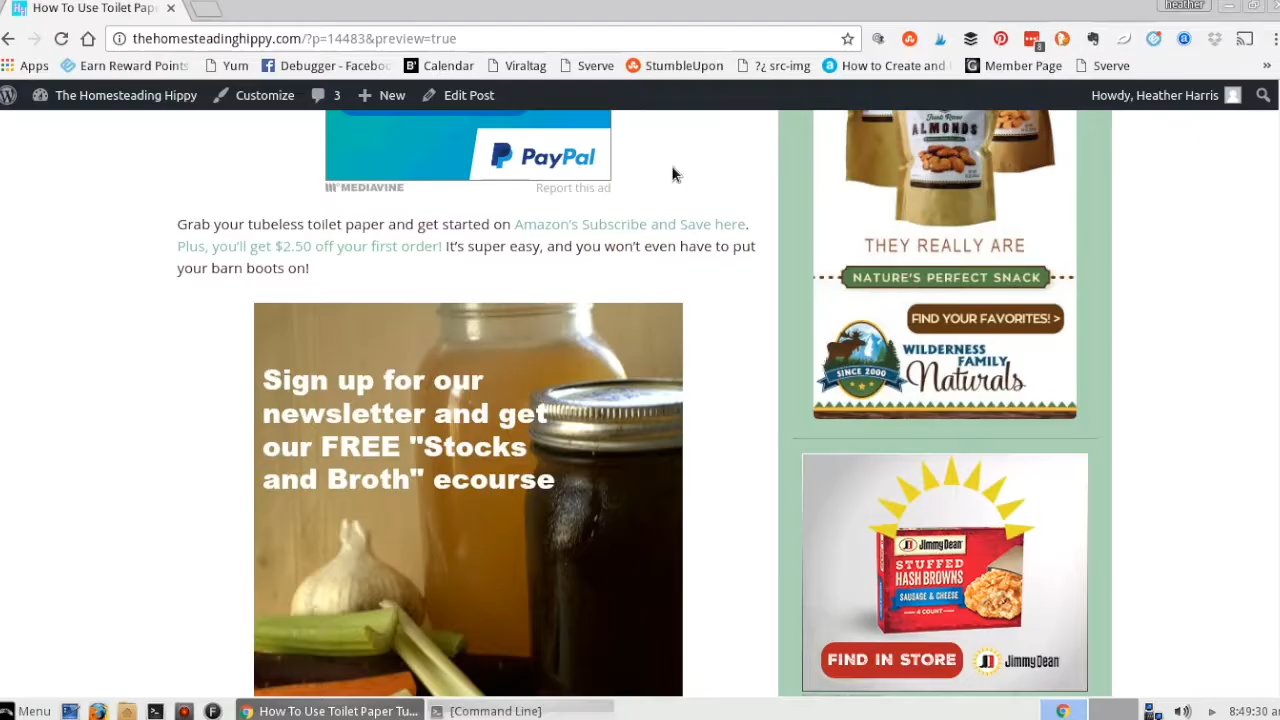 How To Use Toilet Pape
heather
thehomesteadinghippy.com/?p=14483&preview=true
8
Apps
Earn Reward Points
Yum
Debugger - Faceboo
Calendar
Viraltag
Sverve
StumbleUpon
?¿ src-img
How to Create and
Member Page
Sverve
»
The Homesteading Hippy
Customize
3
New
Edit Post
Howdy, Heather Harris
PayPal
MEDIAVINE
Report this ad
Grab your tubeless toilet paper and get started on Amazon's Subscribe and Save here.
Plus, you'll get $2.50 off your first order! It's super easy, and you won't even have to put
your barn boots on!
Sign up for our
newsletter and get
our FREE "Stocks
and Broth" ecourse
ALMONDS
THEY REALLY ARE
NATURE'S PERFECT SNACK
FIND YOUR FAVORITES! >
SINCE 2000
WILDERNESS
FAMILY
Naturals
Jimmy Dean
STUFFED
HASH BROWNS
SAUSAGE & CHEESE
4 COUNT
FIND IN STORE
Jimmy Dean
Menu
How To Use Toilet Paper Tu...
[Command Line]
8:49:30 am